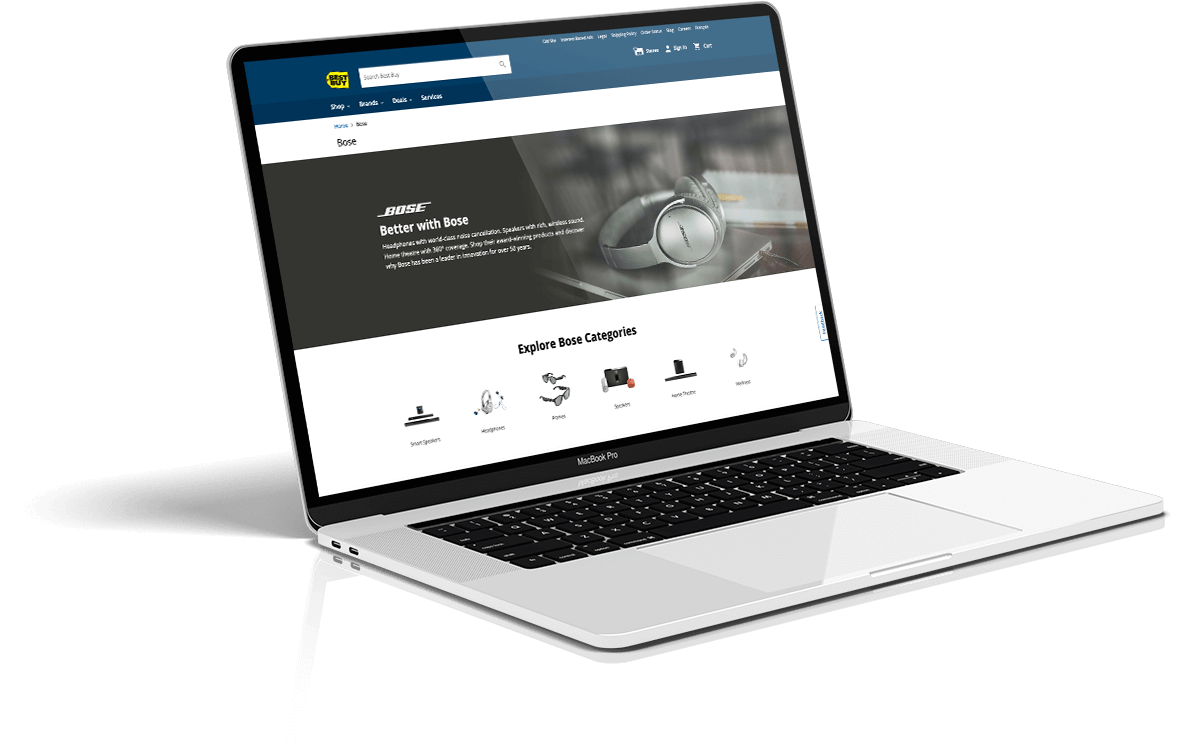 Old Site Interest-Based Ads Legal Shipping Policy Order Status Blog Careers Français
BEST BUY
Search Best Buy
Stores Sign In Cart
Shop Brands Deals Services
Home > Bose
Bose
BOSE
Better with Bose
Headphones with world-class noise cancellation. Speakers with rich, wireless sound.
Home theatre with 360° coverage. Shop their award-winning products and discover
why Bose has been a leader in innovation for over 50 years.
BOSE
Feedback
Explore Bose Categories
Smart Speakers
Headphones
Frames
Speakers
Home Theatre
Wellness
MacBook Pro